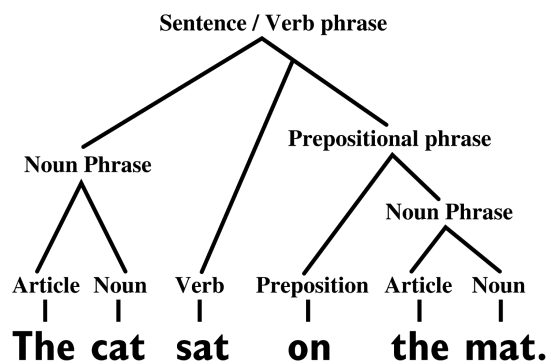 Sentence / Verb phrase
Prepositional phrase
Noun Phrase
Noun Phrase
Article Noun Verb Preposition Article Noun
The cat sat on the mat.